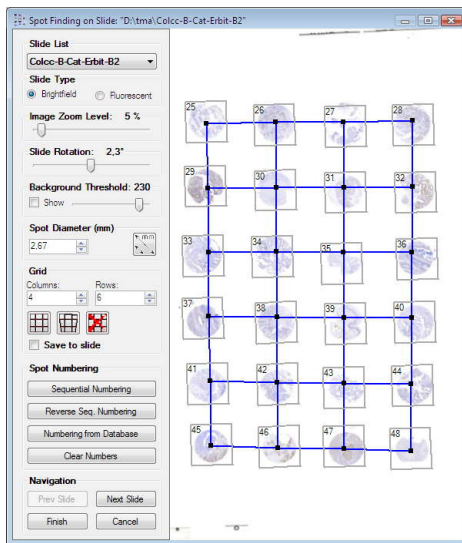 Spot Finding on Slide: "D:\tma\Colcc-B-Cat-Erbit-B2"
Slide List
Colcc-B-Cat-Erbit-B2
Slide Type
Brightfield Fluorescent
Image Zoom Level: 5 %
Slide Rotation: 2,3°
Background Threshold: 230
Show
Spot Diameter (mm)
2,67
mm
Grid
Columns: Rows:
4 6
Save to slide
Spot Numbering
Sequential Numbering
Reverse Seq. Numbering
Numbering from Database
Clear Numbers
Navigation
Prev Slide Next Slide
Finish Cancel
25 26 27 28
29 30 31 32
33 34 35 36
37 38 39 40
41 42 43 44
45 46 47 48